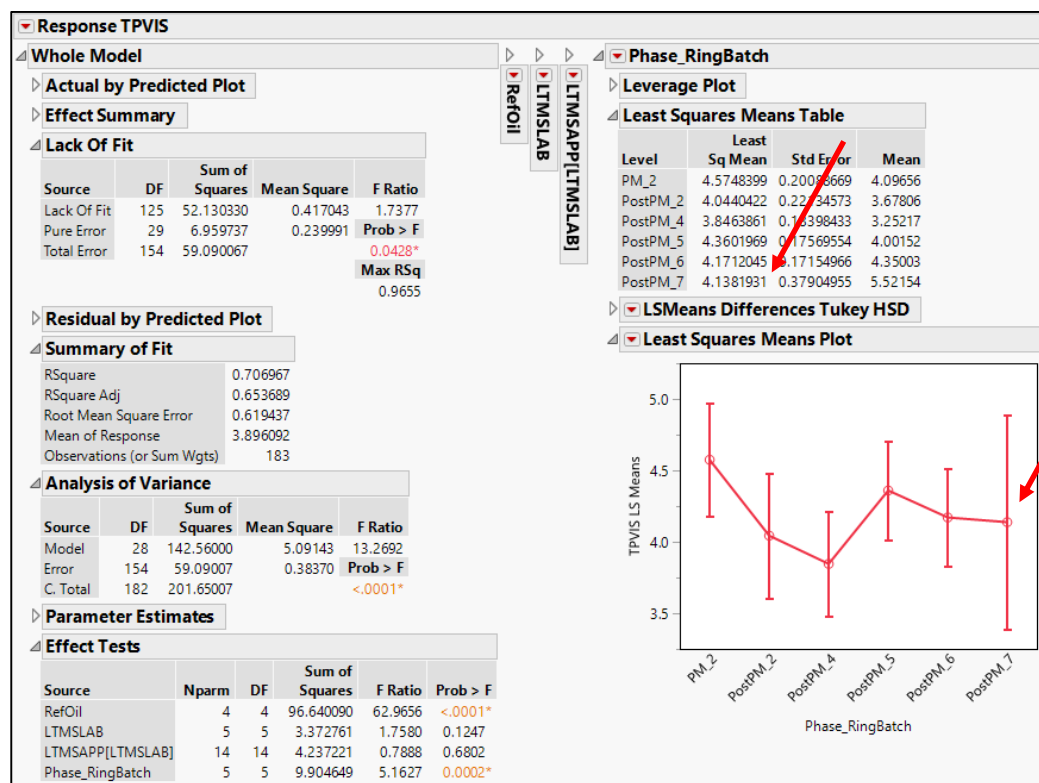 Response TPVIS
Whole Model
Actual by Predicted Plot
Effect Summary
Lack Of Fit
Source DF Sum of Squares Mean Square F Ratio
Lack Of Fit 125 52.130330 0.417043 1.7377
Pure Error 29 6.959737 0.239991 Prob > F
Total Error 154 59.090067 0.0428*
Max RSq
0.9655
Residual by Predicted Plot
Summary of Fit
RSquare 0.706967
RSquare Adj 0.653689
Root Mean Square Error 0.619437
Mean of Response 3.896092
Observations (or Sum Wgts) 183
Analysis of Variance
Source DF Sum of Squares Mean Square F Ratio
Model 28 142.56000 5.09143 13.2692
Error 154 59.09007 0.38370 Prob > F
C. Total 182 201.65007 <.0001*
Parameter Estimates
Effect Tests
Source Nparm DF Sum of Squares F Ratio Prob > F
RefOil 4 4 96.640090 62.9656 <.0001*
LTMSLAB 5 5 3.372761 1.7580 0.1247
LTMSAPP[LTMSLAB] 14 14 4.237221 0.7888 0.6802
Phase_RingBatch 5 5 9.904649 5.1627 0.0002*
RefOil
LTMSLAB
LTMSAPP[LTMSLAB]
Phase_RingBatch
Leverage Plot
Least Squares Means Table
Level Least Sq Mean Std Error Mean
PM_2 4.5748399 4.09656
PostPM_2 4.0440422 3.67806
PostPM_4 3.8463861 3.25217
PostPM_5 4.3601969 4.00152
PostPM_6 4.1712045 0.17154966 4.35003
PostPM_7 4.1381931 0.37904955 5.52154
LSMeans Differences Tukey HSD
Least Squares Means Plot
5.0
4.5
4.0
3.5
TPVIS LS Means
PM_2
PostPM_2
PostPM_4
PostPM_5
PostPM_6
PostPM_7
Phase_RingBatch